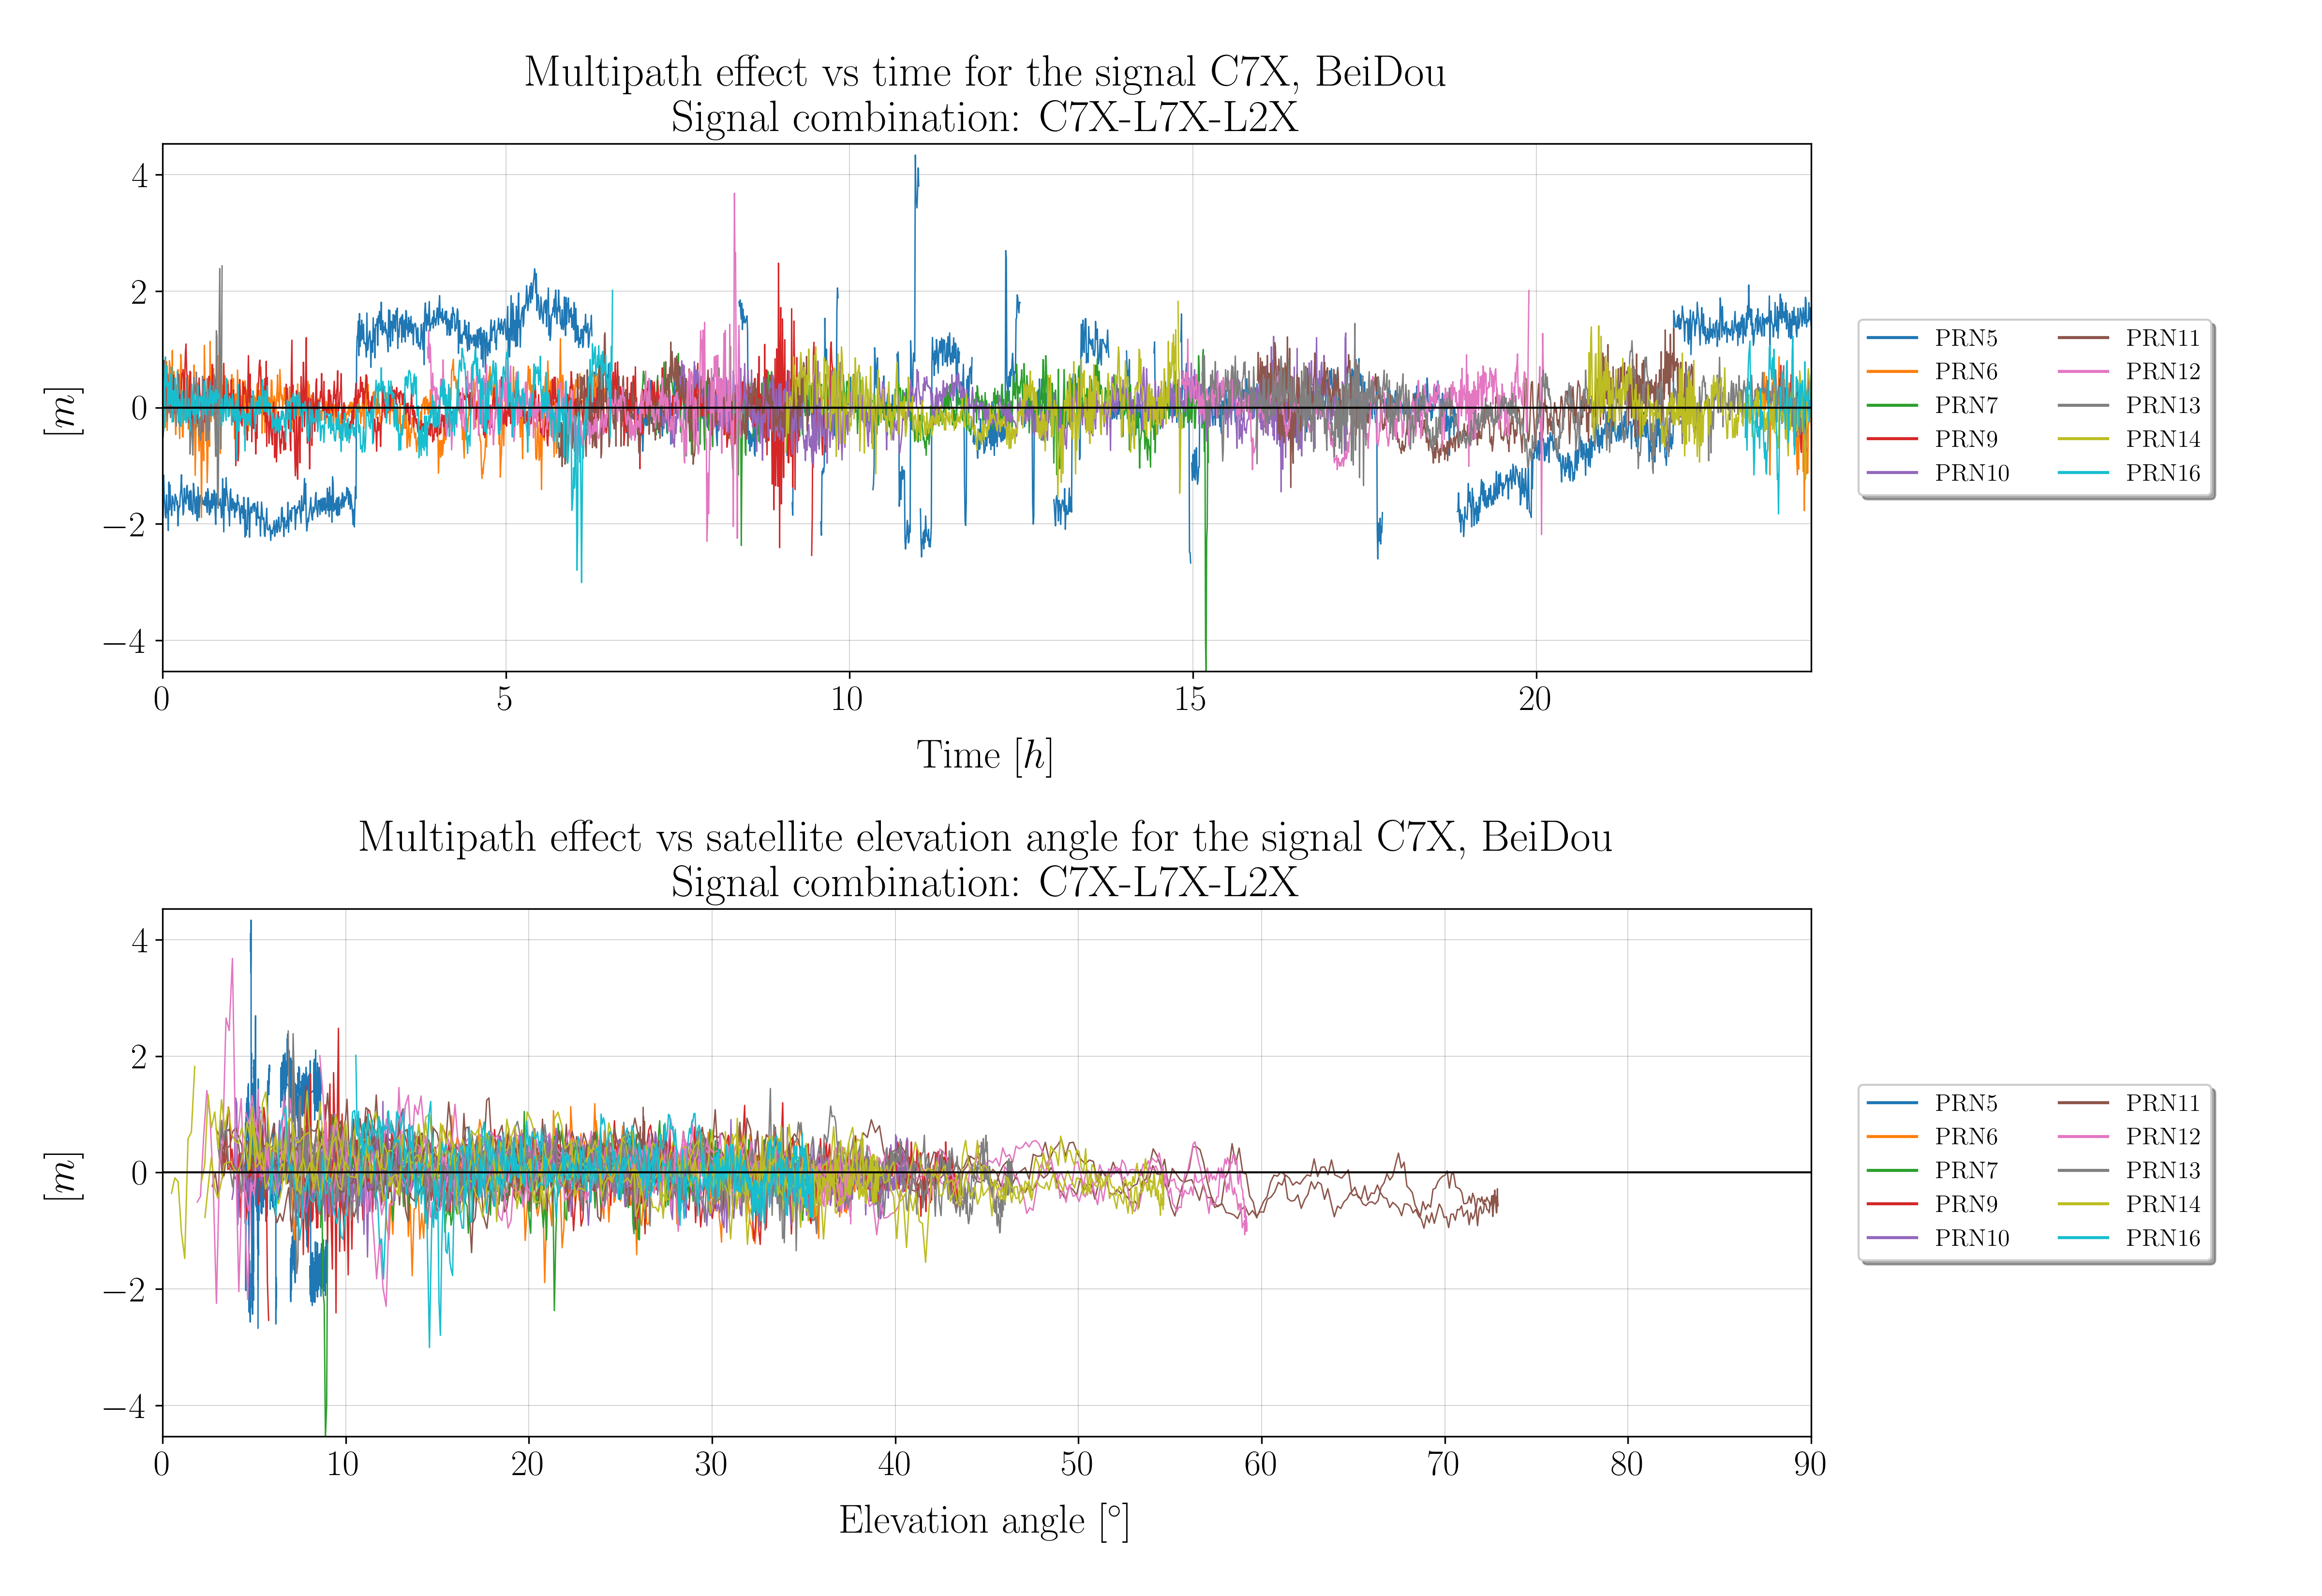 Multipath effect vs time for the signal C7X, BeiDou
Signal combination: C7X-L7X-L2X
4
2
0
−2
−4
[m]
0 5 10 15 20
Time [h]
PRN5 PRN11
PRN6 PRN12
PRN7 PRN13
PRN9 PRN14
PRN10 PRN16
Multipath effect vs satellite elevation angle for the signal C7X, BeiDou
Signal combination: C7X-L7X-L2X
4
2
0
−2
−4
[m]
0 10 20 30 40 50 60 70 80 90
Elevation angle [°]
PRN5 PRN11
PRN6 PRN12
PRN7 PRN13
PRN9 PRN14
PRN10 PRN16